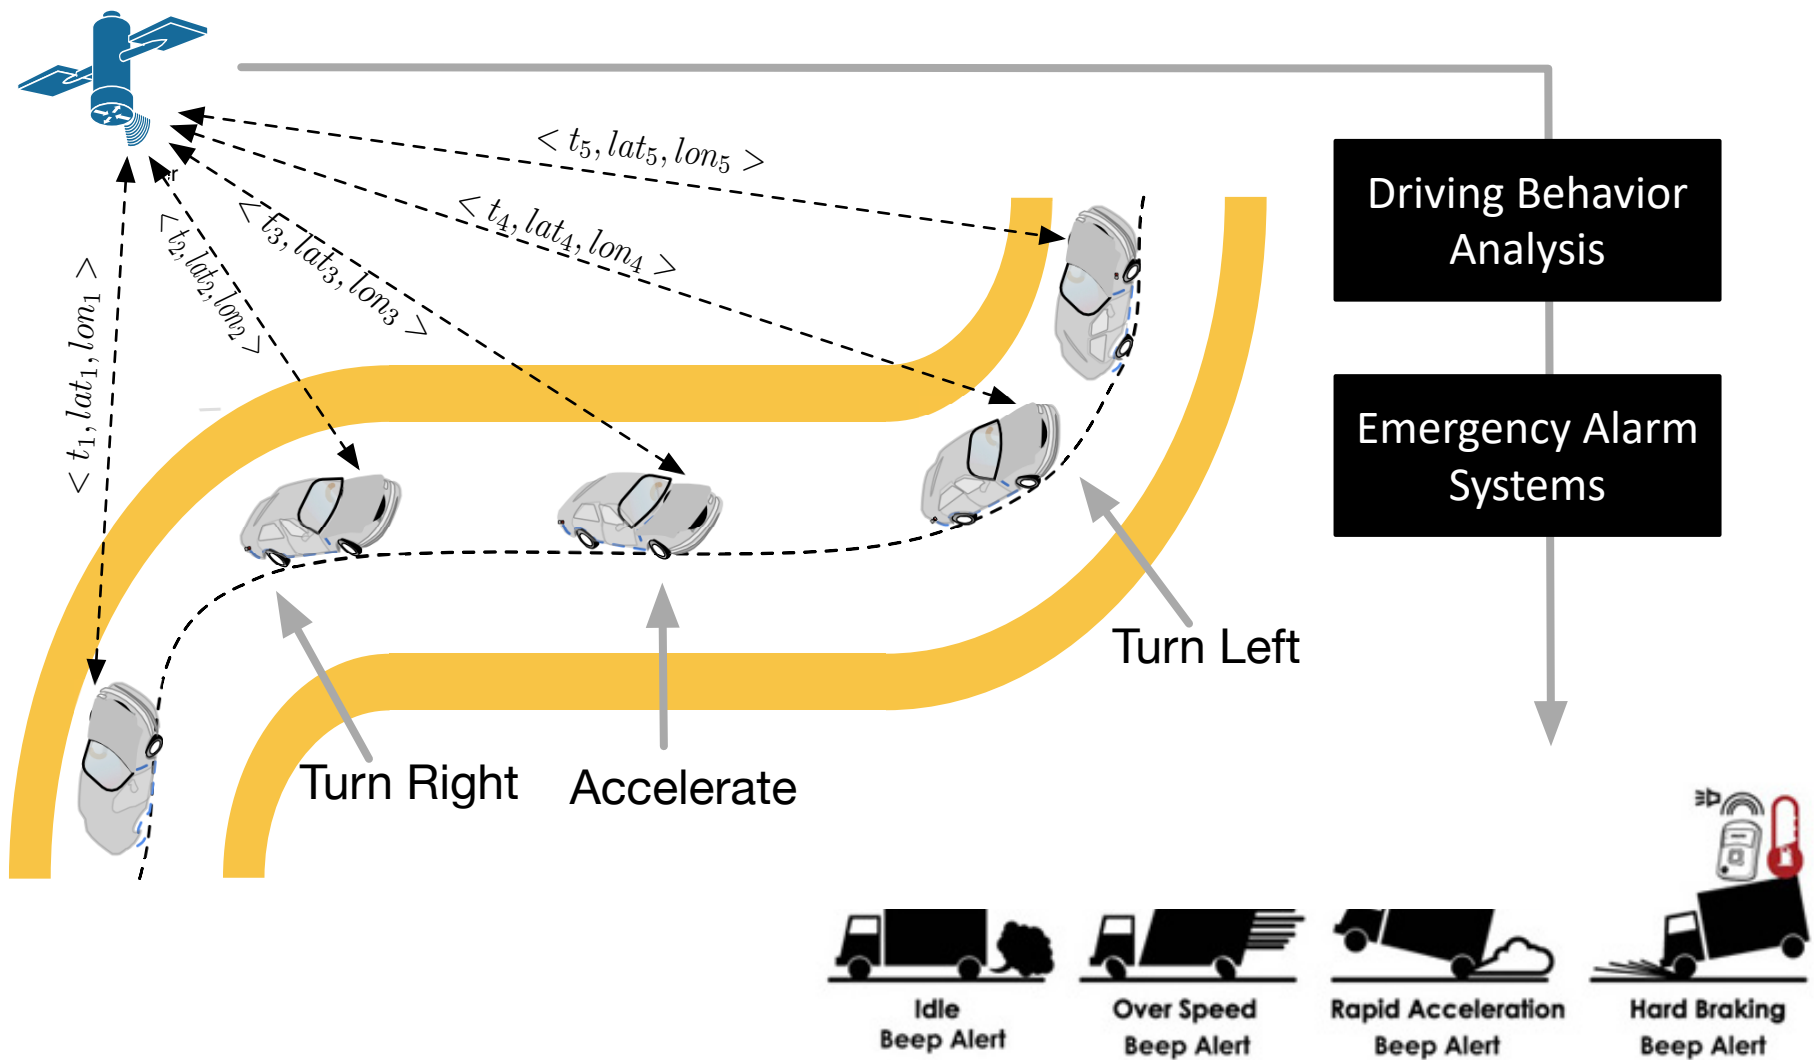 < t₅, lat₅, lon₅ >
< t₄, lat₄, lon₄ >
< t₃, lat₃, lon₃ >
< t₂, lat₂, lon₂ >
< t₁, lat₁, lon₁ >
Driving Behavior
Analysis
Emergency Alarm
Systems
Turn Left
Turn Right
Accelerate
Idle
Beep Alert
Over Speed
Beep Alert
Rapid Acceleration
Beep Alert
Hard Braking
Beep Alert